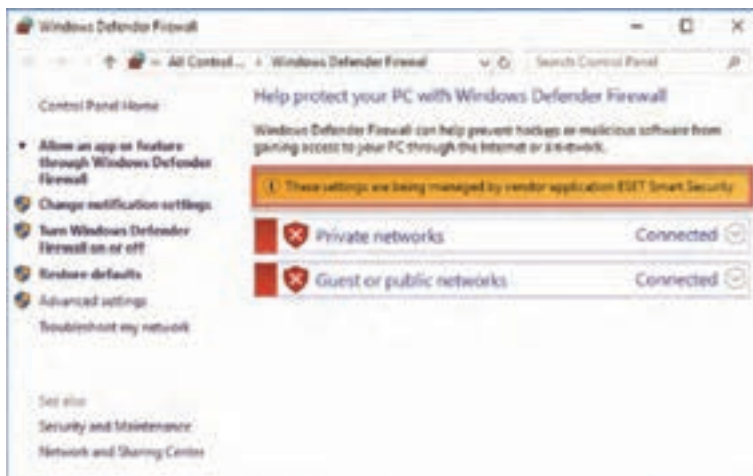 Windows Defender Firewall
All Control... Windows Defender Firewall
Search Control Panel
Control Panel Home
Allow an app or feature
through Windows Defender
Firewall
Change notification settings
Turn Windows Defender
Firewall on or off
Restore defaults
Advanced settings
Troubleshoot my network
See also
Security and Maintenance
Network and Sharing Center
Help protect your PC with Windows Defender Firewall
Windows Defender Firewall can help prevent hackers or malicious software from
gaining access to your PC through the Internet or a network.
These settings are being managed by vendor application ESET Smart Security
Private networks Connected
Guest or public networks Connected